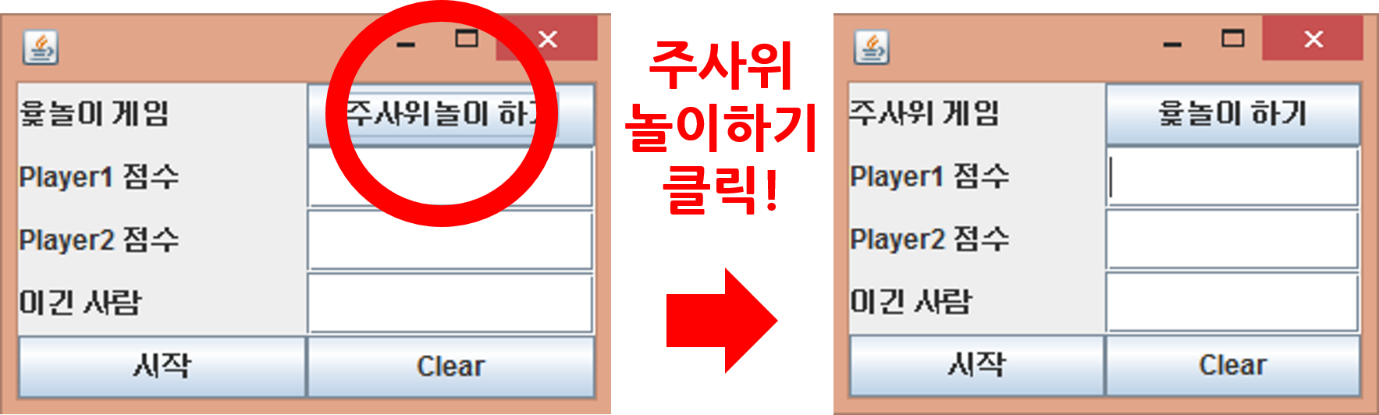 윷놀이 게임
주사위놀이 하기
Player1 점수
Player2 점수
이긴 사람
시작
Clear
주사위
놀이하기
클릭!
주사위 게임
윷놀이 하기
Player1 점수
Player2 점수
이긴 사람
시작
Clear